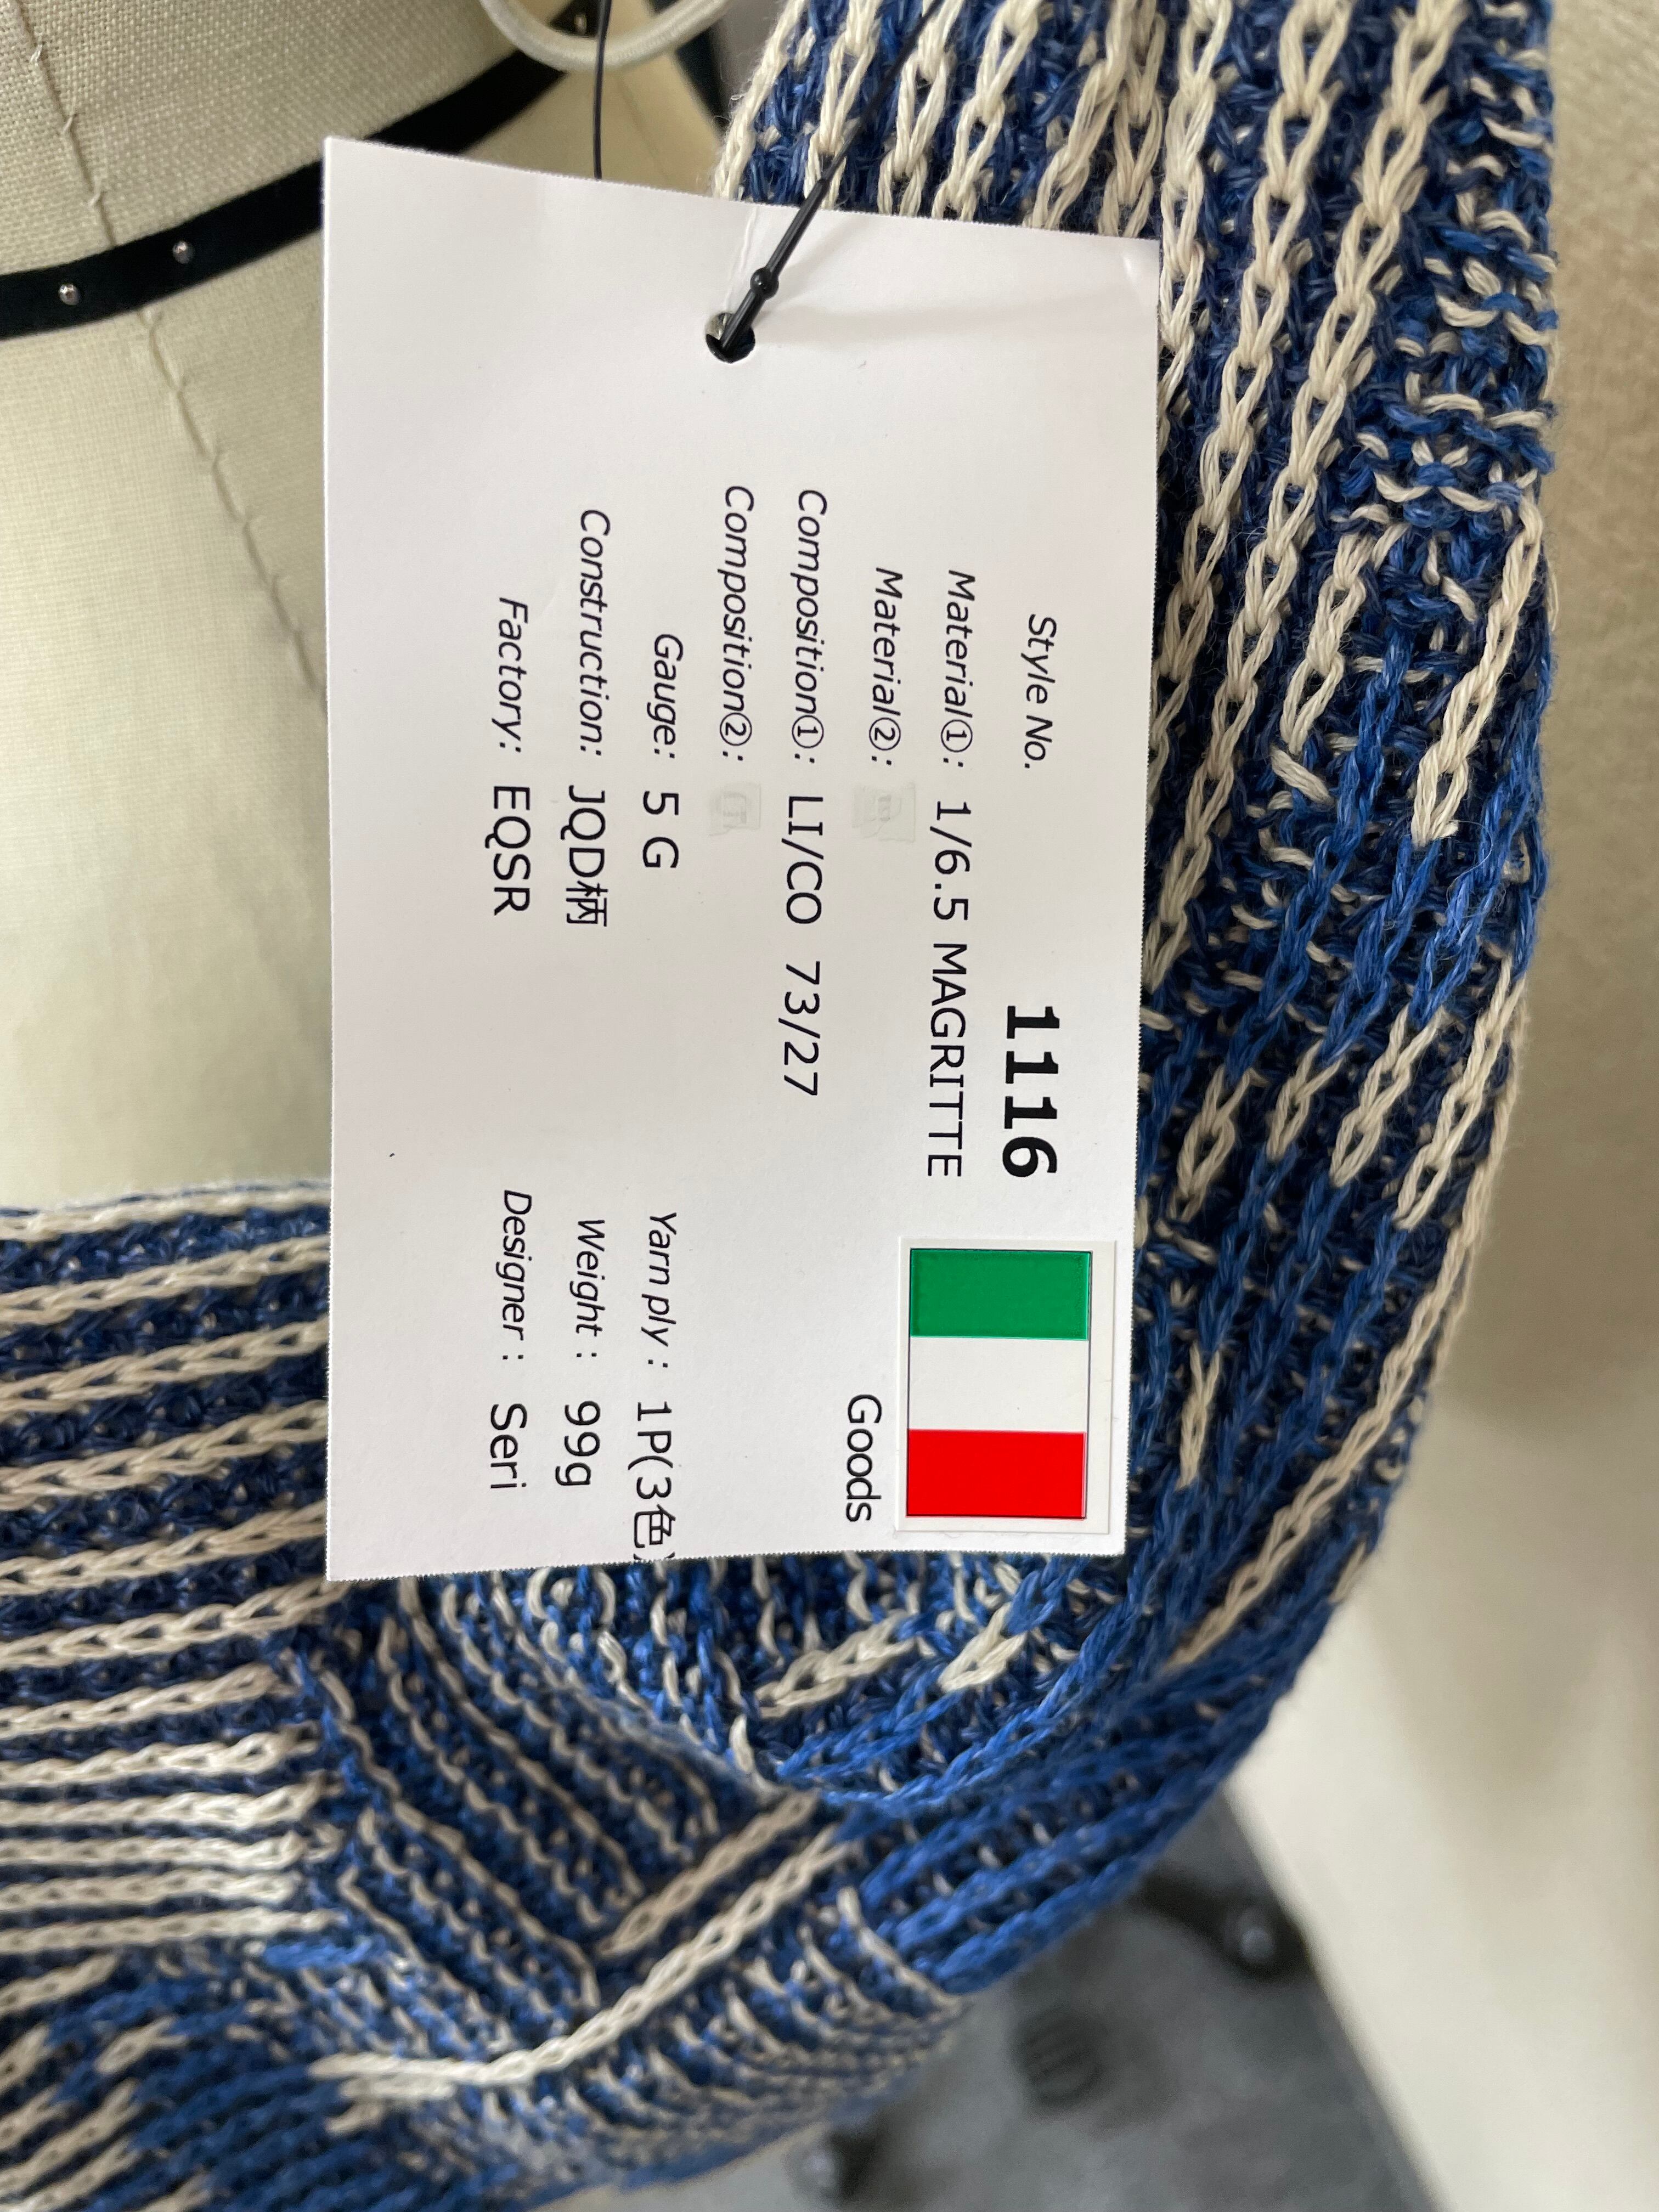 Style No. 1116
Material①: 1/6.5 MAGRITTE
Material②:
Goods
Composition①: LI/CO 73/27
Composition②:
Gauge: 5 G Yarn ply : 1P(3色)
Construction: JQD柄 Weight : 99g
Factory: EQSR Designer : Seri